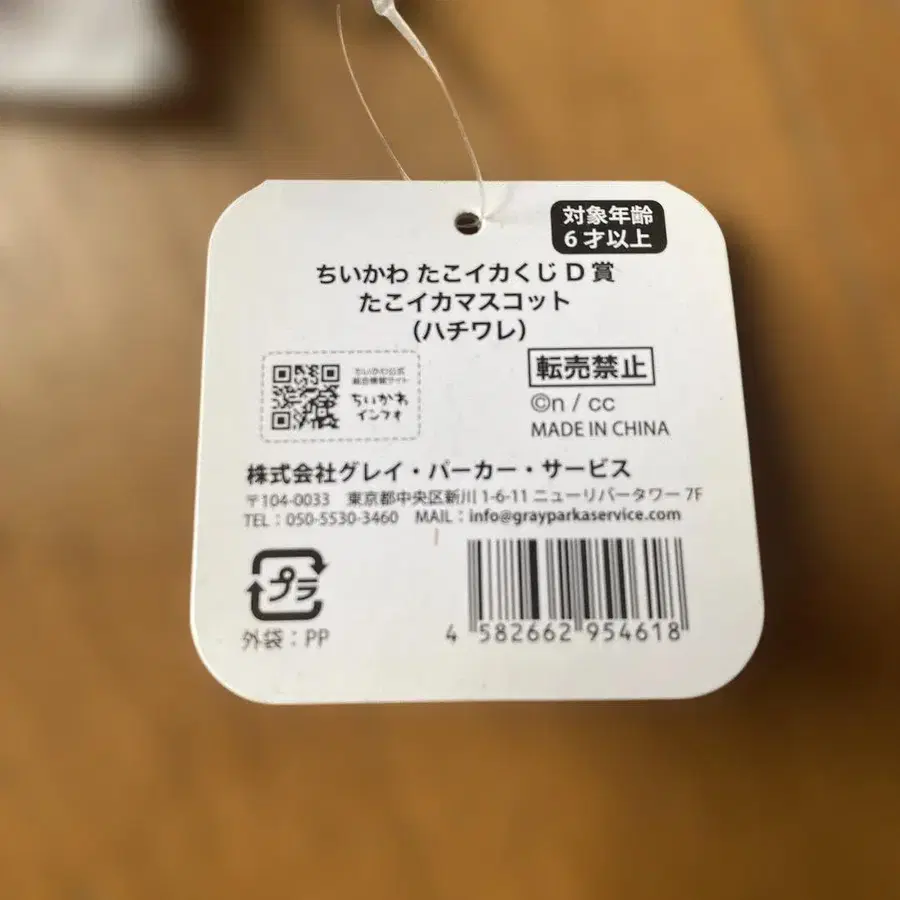 対象年齢
6才以上
ちいかわ たこイカくじ D 賞
たこイカマスコット
（ハチワレ）
ちいかわ公式
総合情報サイト
ちいかわ
インフォ
転売禁止
©n / cc
MADE IN CHINA
株式会社グレイ・パーカー・サービス
〒104-0033 東京都中央区新川 1-6-11 ニューリバータワー 7F
TEL：050-5530-3460 MAIL：info@grayparkaservice.com
プラ
外袋：PP
4 582662 954618